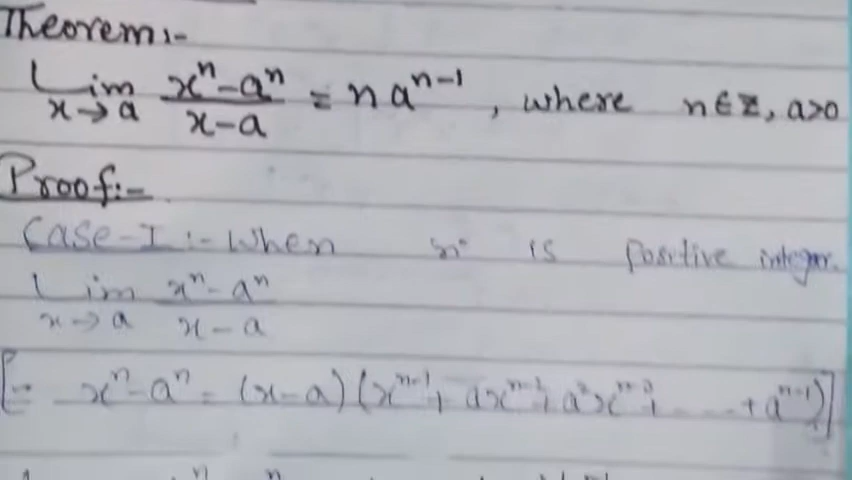 Theorem:-
Lim x→a (xⁿ-aⁿ)/(x-a) = n aⁿ⁻¹, where n∈Z, a>0
Proof:-
Case-I:- When 'n' is positive integer.
Lim x→a (xⁿ-aⁿ)/(x-a)
[∵ xⁿ-aⁿ = (x-a)(xⁿ⁻¹+ axⁿ⁻²+ a²xⁿ⁻³+ ..... + aⁿ⁻¹)]